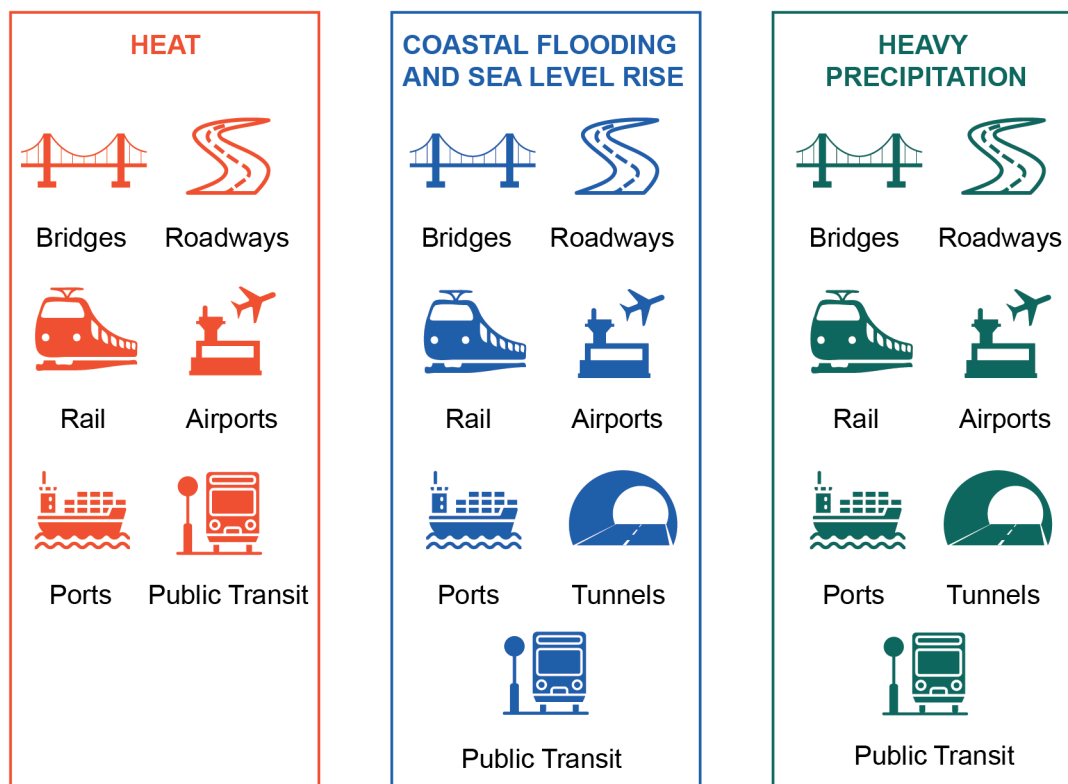 HEAT
Bridges
Roadways
Rail
Airports
Ports
Public Transit
COASTAL FLOODING
AND SEA LEVEL RISE
Bridges
Roadways
Rail
Airports
Ports
Tunnels
Public Transit
HEAVY
PRECIPITATION
Bridges
Roadways
Rail
Airports
Ports
Tunnels
Public Transit